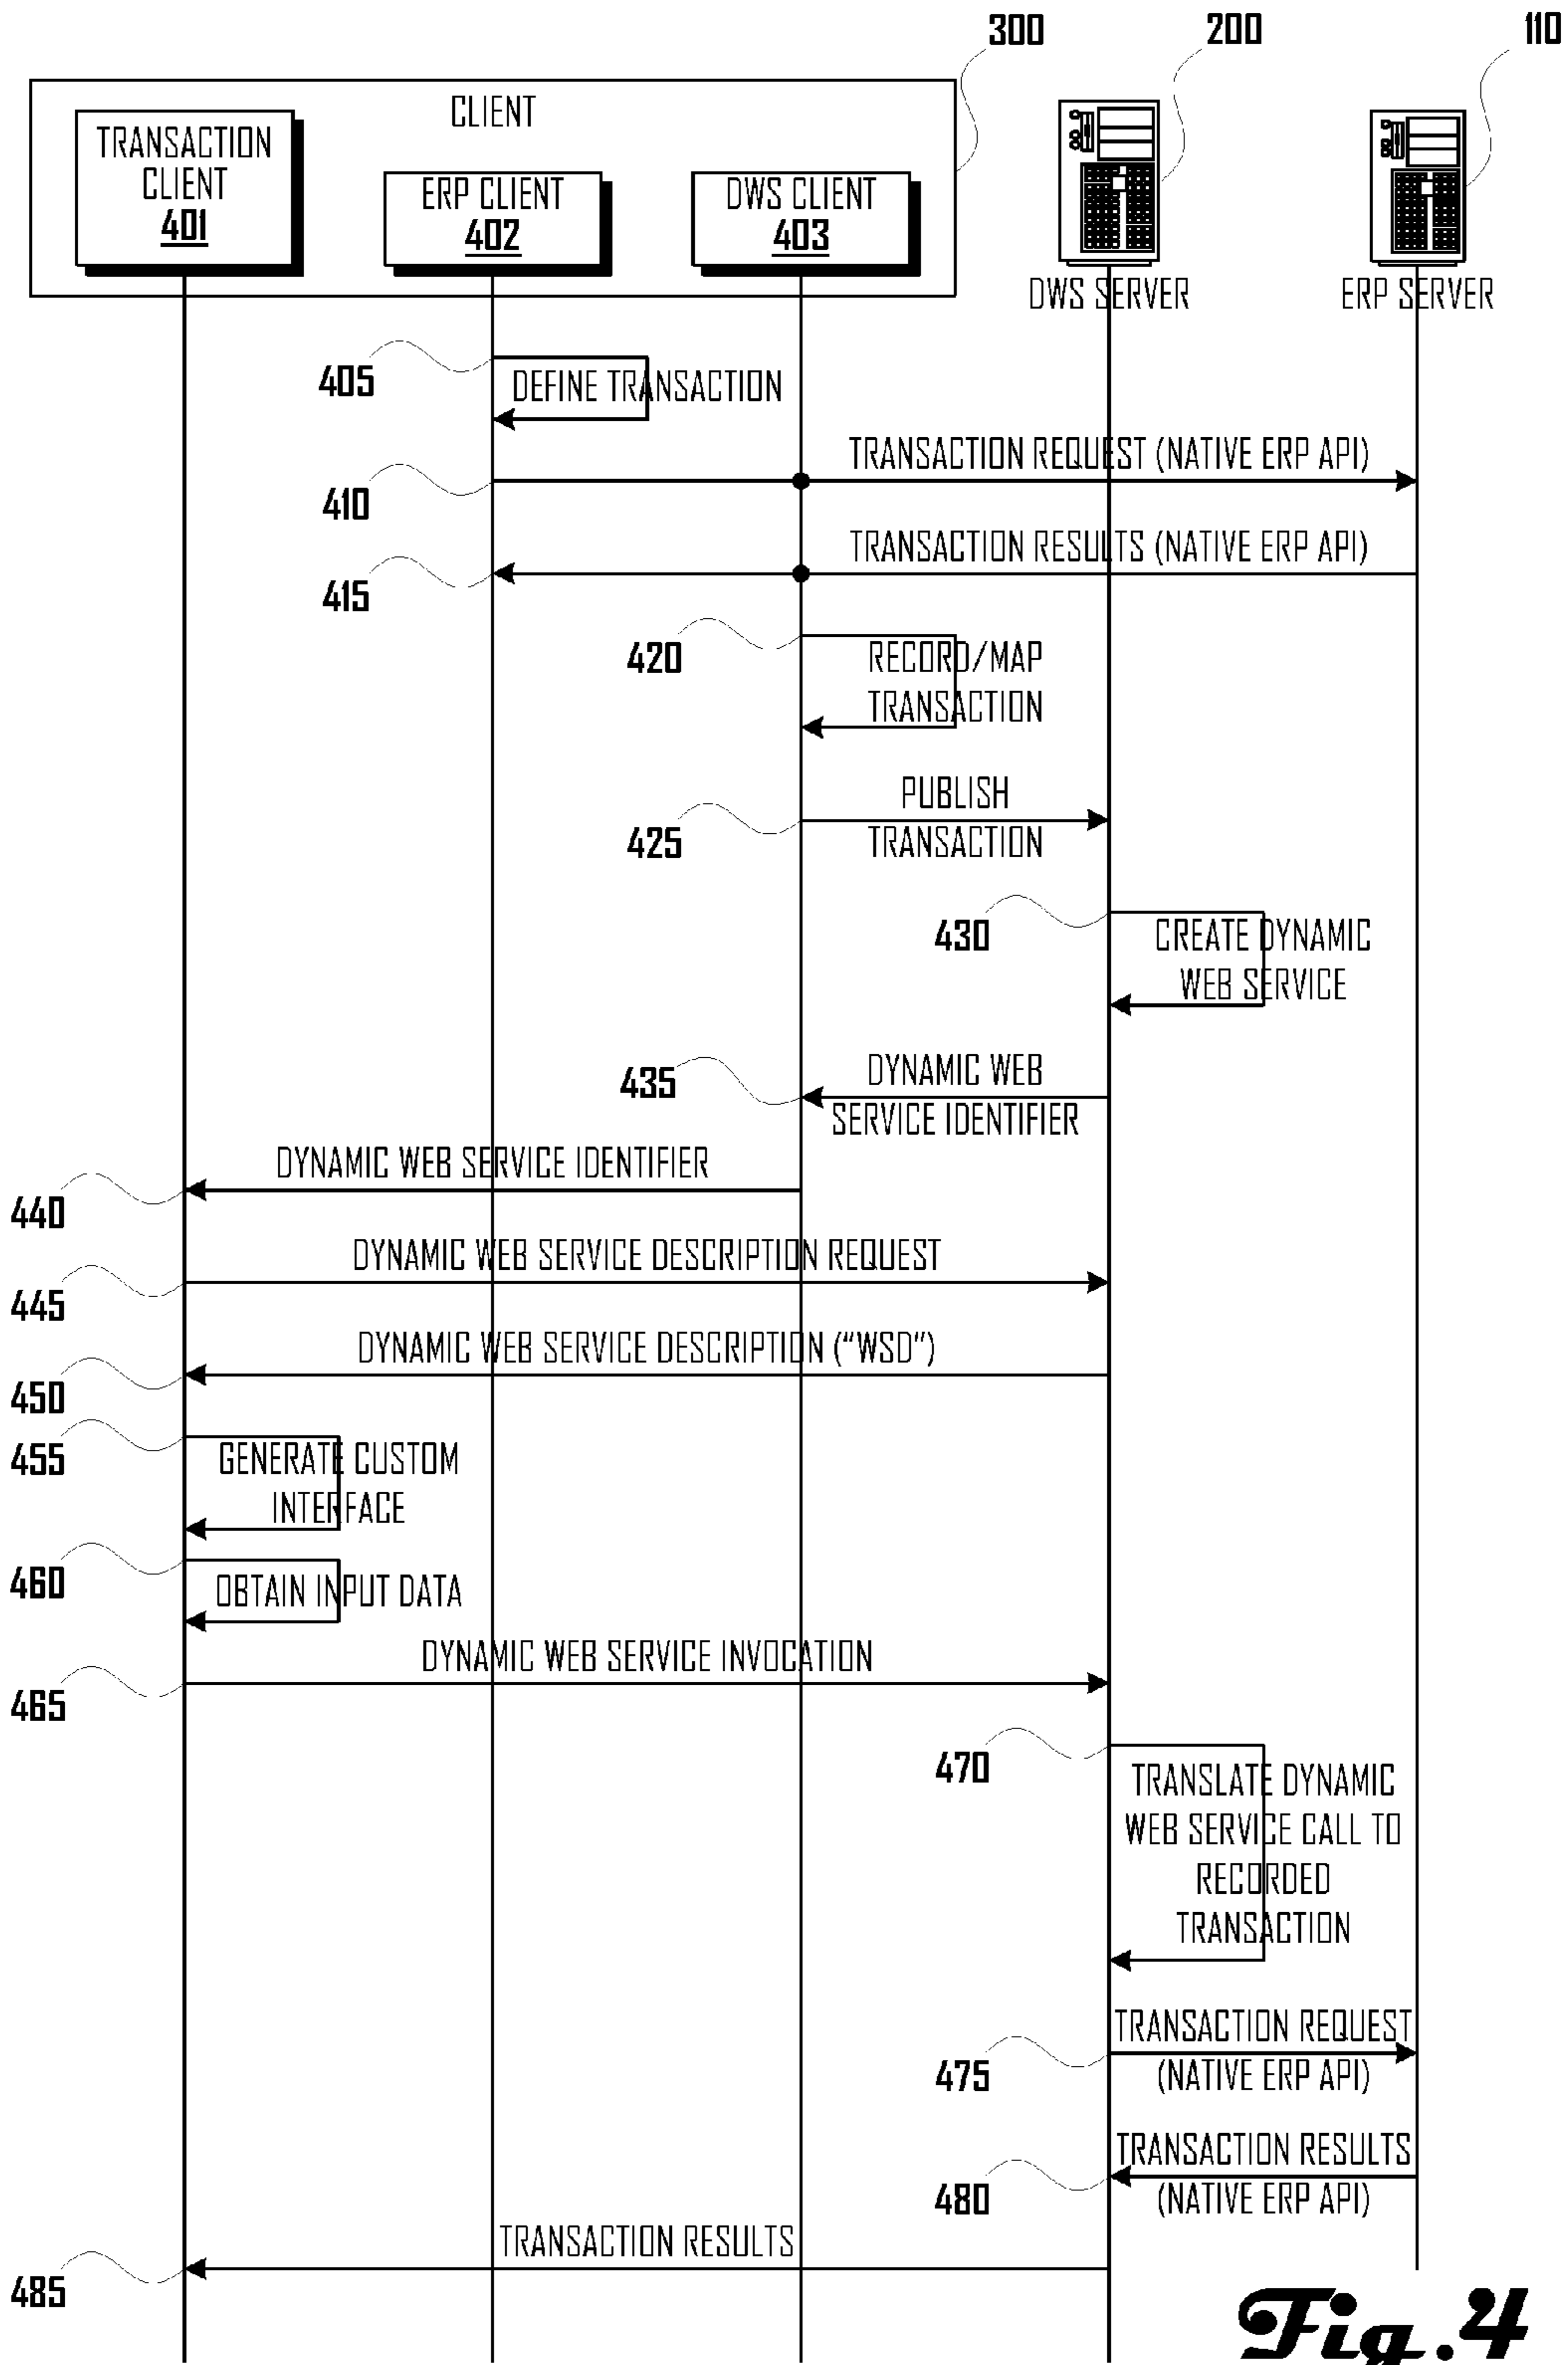 300
200
110
CLIENT
TRANSACTION
CLIENT
401
ERP CLIENT
402
DWS CLIENT
403
DWS SERVER
ERP SERVER
405
DEFINE TRANSACTION
410
TRANSACTION REQUEST (NATIVE ERP API)
415
TRANSACTION RESULTS (NATIVE ERP API)
420
RECORD/MAP
TRANSACTION
425
PUBLISH
TRANSACTION
430
CREATE DYNAMIC
WEB SERVICE
435
DYNAMIC WEB
SERVICE IDENTIFIER
440
DYNAMIC WEB SERVICE IDENTIFIER
445
DYNAMIC WEB SERVICE DESCRIPTION REQUEST
450
DYNAMIC WEB SERVICE DESCRIPTION ("WSD")
455
GENERATE CUSTOM
INTERFACE
460
OBTAIN INPUT DATA
465
DYNAMIC WEB SERVICE INVOCATION
470
TRANSLATE DYNAMIC
WEB SERVICE CALL TO
RECORDED
TRANSACTION
475
TRANSACTION REQUEST
(NATIVE ERP API)
480
TRANSACTION RESULTS
(NATIVE ERP API)
485
TRANSACTION RESULTS
Fig.4